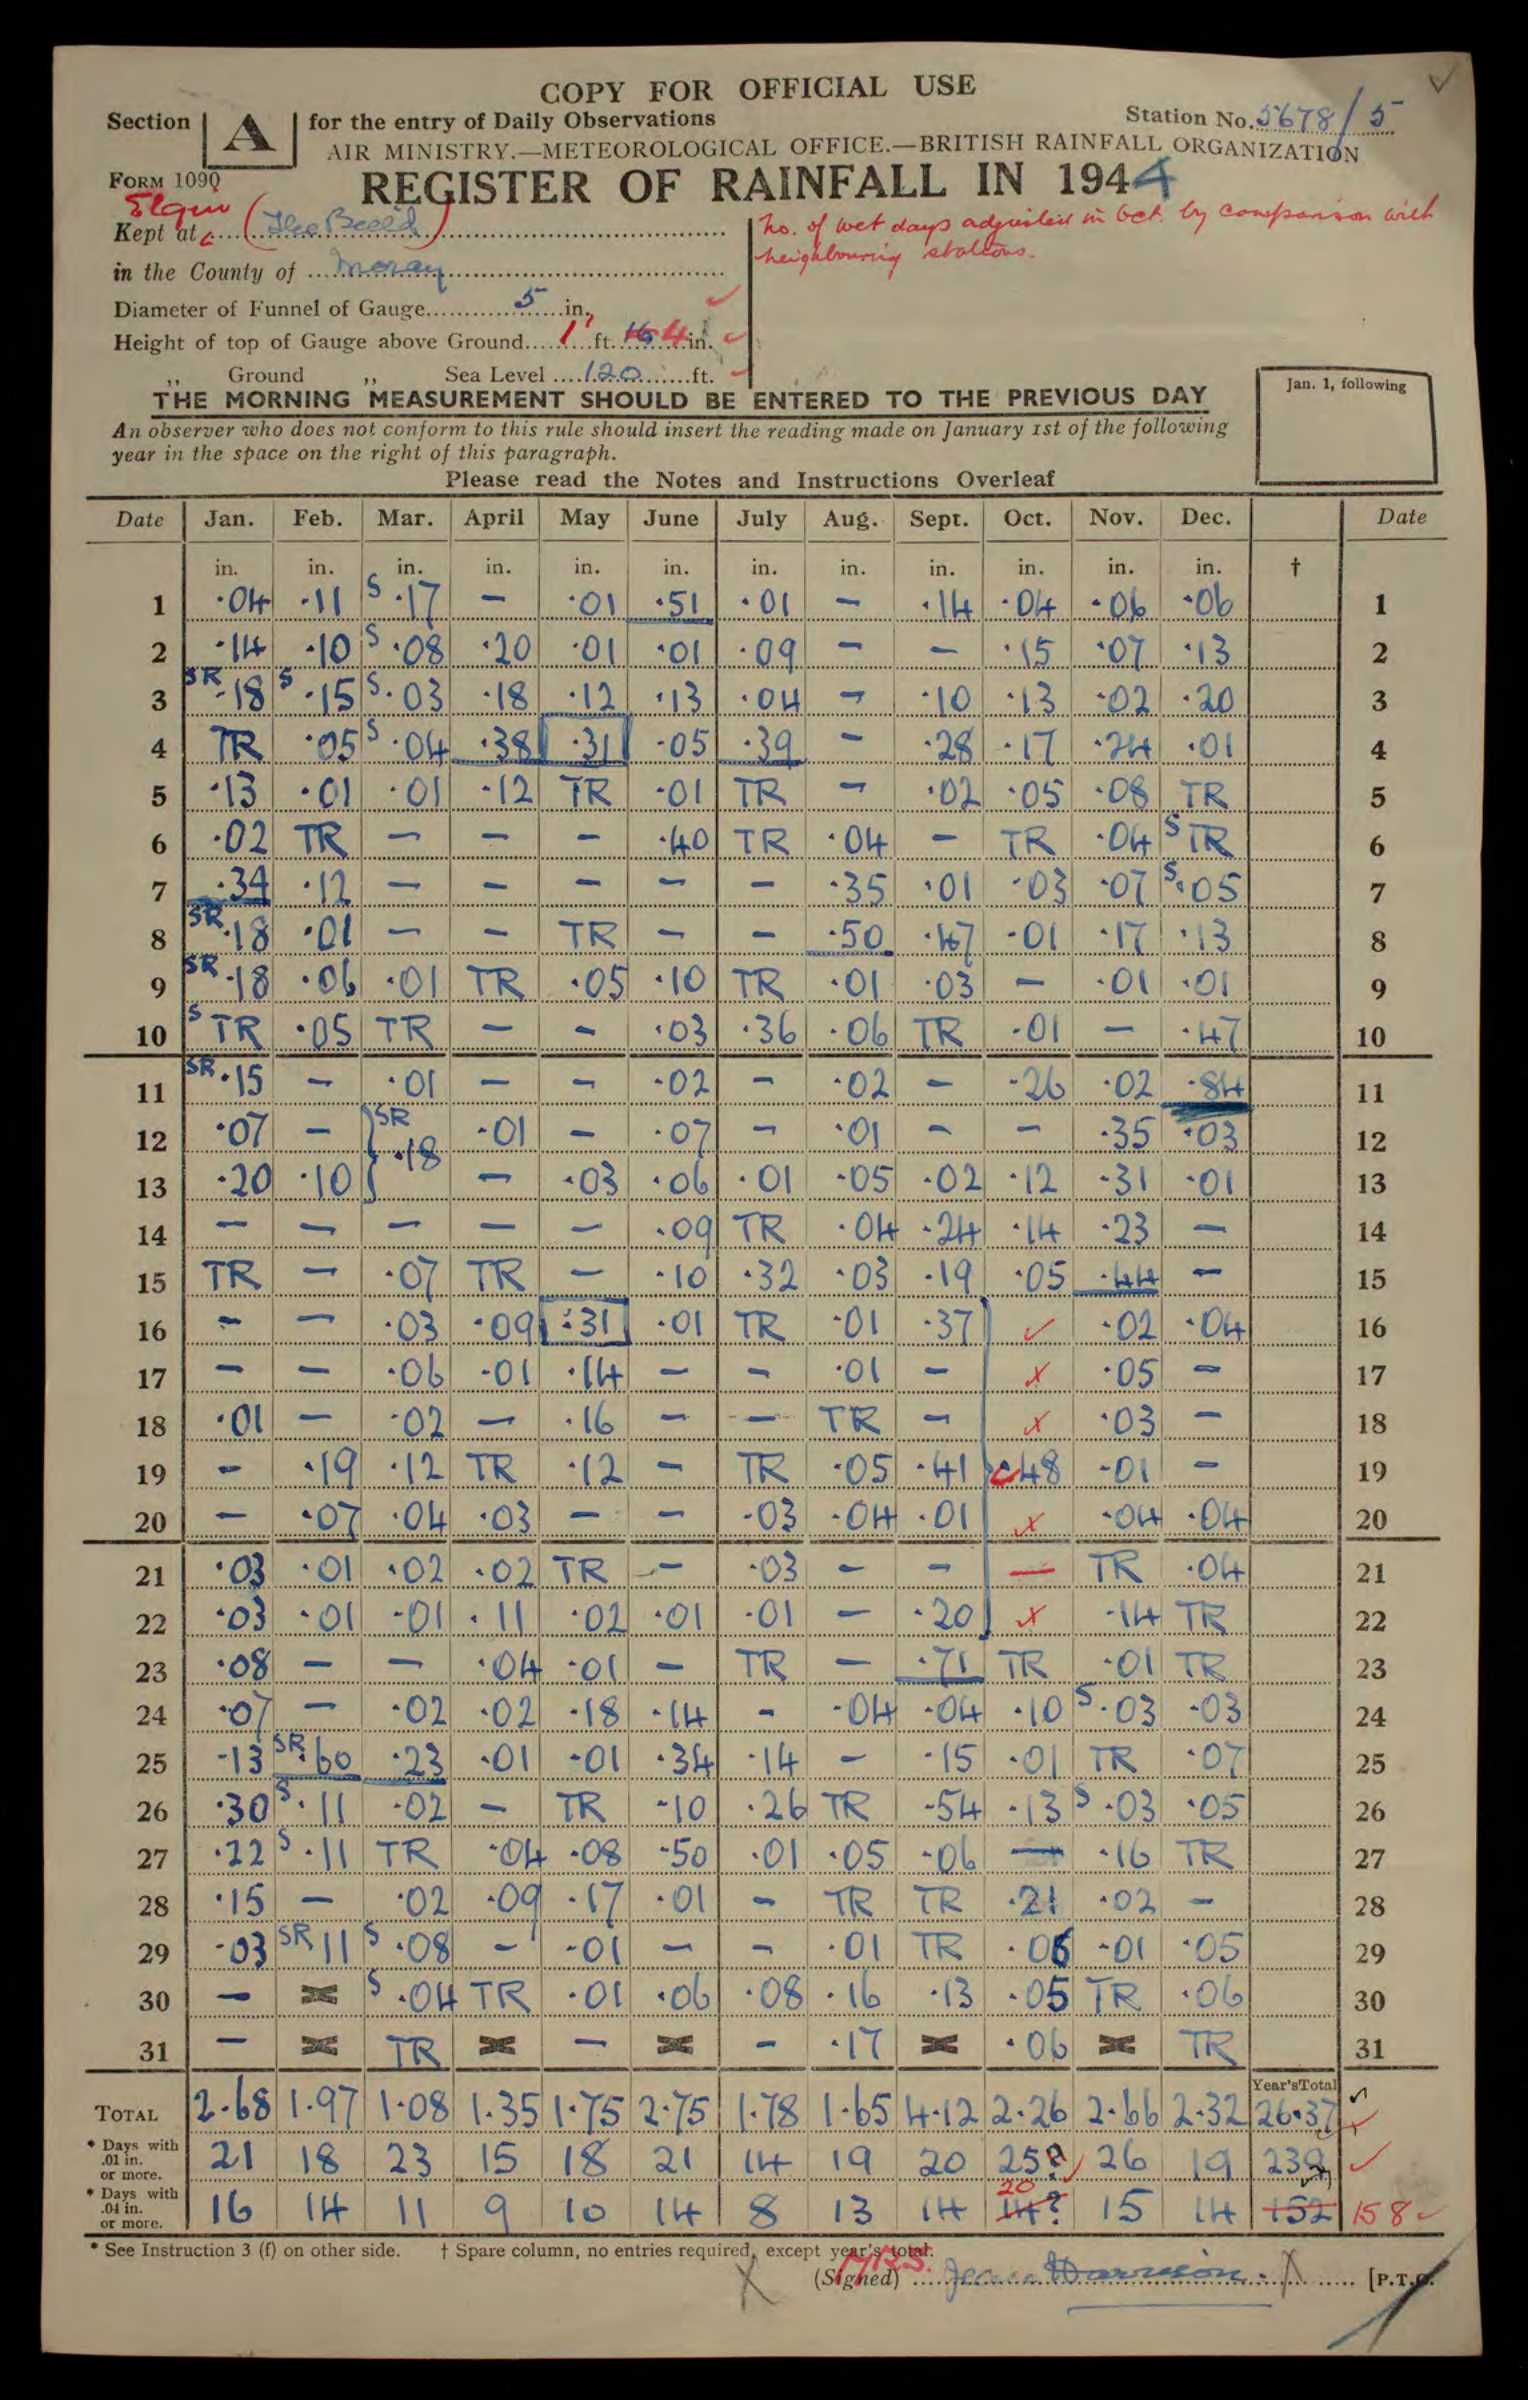 COPY FOR OFFICIAL USE
Section A for the entry of Daily Observations
Station No. 5678/5
AIR MINISTRY.—METEOROLOGICAL OFFICE.—BRITISH RAINFALL ORGANIZATION
FORM 1090
REGISTER OF RAINFALL IN 1944
Elgin
Kept at
No. of wet days adjusted in Oct. by comparison with
neighbouring stations.
in the County of Moray
Diameter of Funnel of Gauge 5 in.
Height of top of Gauge above Ground 1 ft. 4 in.
,, Ground ,, Sea Level 120 ft.
THE MORNING MEASUREMENT SHOULD BE ENTERED TO THE PREVIOUS DAY
Jan. 1, following
An observer who does not conform to this rule should insert the reading made on January 1st of the following
year in the space on the right of this paragraph.
Please read the Notes and Instructions Overleaf
Date Jan. Feb. Mar. April May June July Aug. Sept. Oct. Nov. Dec. Date
in. in. in. in. in. in. in. in. in. in. in. in. †
1 ·04 ·11 S ·17 — ·01 ·51 ·01 — ·14 ·04 ·06 ·06 1
2 ·14 ·10 S ·08 ·20 ·01 ·01 ·09 — — ·15 ·07 ·13 2
3 SR ·18 S ·15 S ·03 ·18 ·12 ·13 ·04 — ·10 ·13 ·02 ·20 3
4 TR ·05 S ·04 ·38 ·31 ·05 ·39 — ·28 ·17 ·24 ·01 4
5 ·13 ·01 ·01 ·12 TR ·01 TR — ·02 ·05 ·08 TR 5
6 ·02 TR — — — ·40 TR ·04 — TR ·04 S TR 6
7 ·34 ·12 — — — — — ·35 ·01 ·03 ·07 S ·05 7
8 SR ·18 ·01 — — TR — — ·50 ·47 ·01 ·17 ·13 8
9 SR ·18 ·06 ·01 TR ·05 ·10 TR ·01 ·03 — ·01 ·01 9
10 S TR ·05 TR — — ·03 ·36 ·06 TR ·01 — ·47 10
11 SR ·15 — ·01 — — ·02 — ·02 — ·26 ·02 ·84 11
12 ·07 — SR ·18 ·01 — ·07 — ·01 — — ·35 ·03 12
13 ·20 ·10 — ·03 ·06 ·01 ·05 ·02 ·12 ·31 ·01 13
14 — — — — — ·09 TR ·04 ·24 ·14 ·23 — 14
15 TR — ·07 TR — ·10 ·32 ·03 ·19 ·05 ·44 — 15
16 — — ·03 ·09 ·31 ·01 TR ·01 ·37 ✓ ·02 ·04 16
17 — — ·06 ·01 ·14 — — ·01 — x ·05 — 17
18 ·01 — ·02 — ·16 — — TR — x ·03 — 18
19 — ·19 ·12 TR ·12 — TR ·05 ·41 ·48 ·01 — 19
20 — ·07 ·04 ·03 — — ·03 ·04 ·01 x ·04 ·04 20
21 ·03 ·01 ·02 ·02 TR — ·03 — — — TR ·04 21
22 ·03 ·01 ·01 ·11 ·02 ·01 ·01 — ·20 x ·14 TR 22
23 ·08 — — ·04 ·01 — TR — ·71 TR ·01 TR 23
24 ·07 — ·02 ·02 ·18 ·14 — ·04 ·04 ·10 S ·03 ·03 24
25 ·13 SR ·60 ·23 ·01 ·01 ·34 ·14 — ·15 ·01 TR ·07 25
26 ·30 S ·11 ·02 — TR ·10 ·26 TR ·54 ·13 S ·03 ·05 26
27 ·22 S ·11 TR ·04 ·08 ·50 ·01 ·05 ·06 — ·16 TR 27
28 ·15 — ·02 ·09 ·17 ·01 — TR TR ·21 ·02 — 28
29 ·03 SR 11 S ·08 — ·01 — — ·01 TR ·06 ·01 ·05 29
30 — S ·04 TR ·01 ·06 ·08 ·16 ·13 ·05 TR ·06 30
31 — TR — — ·17 ·06 TR 31
Year's Total
TOTAL 2·68 1·97 1·08 1·35 1·75 2·75 1·78 1·65 4·12 2·26 2·66 2·32 26·37
* Days with .01 in. or more. 21 18 23 15 18 21 14 19 20 25? 26 19 239
* Days with .04 in. or more. 16 14 11 9 10 14 8 13 14 20 14? 15 14 152 158
* See Instruction 3 (f) on other side. † Spare column, no entries required, except year's total.
MRS.
(Signed) Harrison [P.T.O.